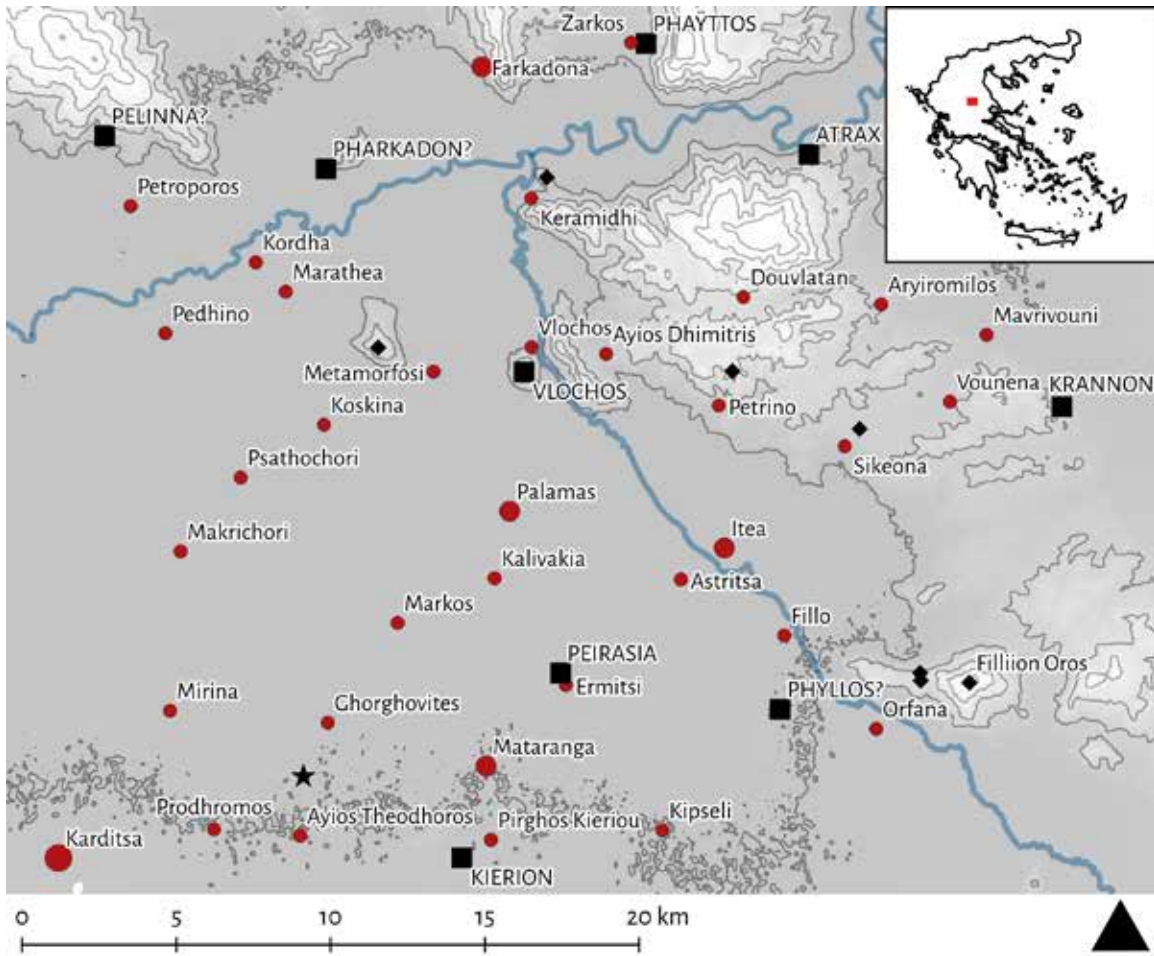 Zarkos
PHAYTTOS
Farkadona
PELINNA?
PHARKADON?
ATRAX
Petroporos
Keramidhi
Kordha
Marathea
Douvlatan
Aryiromilos
Pedhino
Vlochos
Ayios Dhimitris
Mavrivouni
Metamorfosi
VLOCHOS
Vounena
KRANNON
Koskina
Petrino
Psathochori
Sikeona
Palamas
Makrichori
Itea
Kalivakia
Astritsa
Markos
Fillo
PEIRASIA
Filliion Oros
Mirina
Ermitsi
PHYLLOS?
Ghorghovites
Orfana
Mataranga
Prodhromos
Ayios Theodhoros
Pirghos Kieriou
Kipseli
Karditsa
KIERION
0 5 10 15 20 km